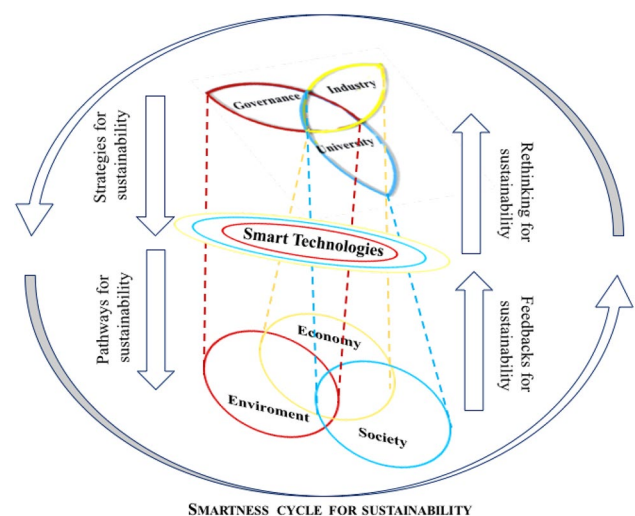 Governance
Industry
University
Strategies for
sustainability
Rethinking for
sustainability
Smart Technologies
Pathways for
sustainability
Feedbacks for
sustainability
Economy
Enviroment
Society
SMARTNESS CYCLE FOR SUSTAINABILITY